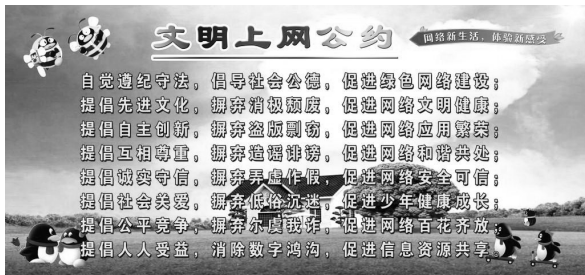 文明上网公约
网络新生活，体验新感受
自觉遵纪守法，倡导社会公德，促进绿色网络建设；
提倡先进文化，摒弃消极颓废，促进网络文明健康；
提倡自主创新，摒弃盗版剽窃，促进网络应用繁荣；
提倡互相尊重，摒弃造谣诽谤，促进网络和谐共处；
提倡诚实守信，摒弃弄虚作假，促进网络安全可信；
提倡社会关爱，摒弃低俗沉迷，促进少年健康成长；
提倡公平竞争，摒弃尔虞我诈，促进网络百花齐放
提倡人人受益，消除数字鸿沟，促进信息资源共享